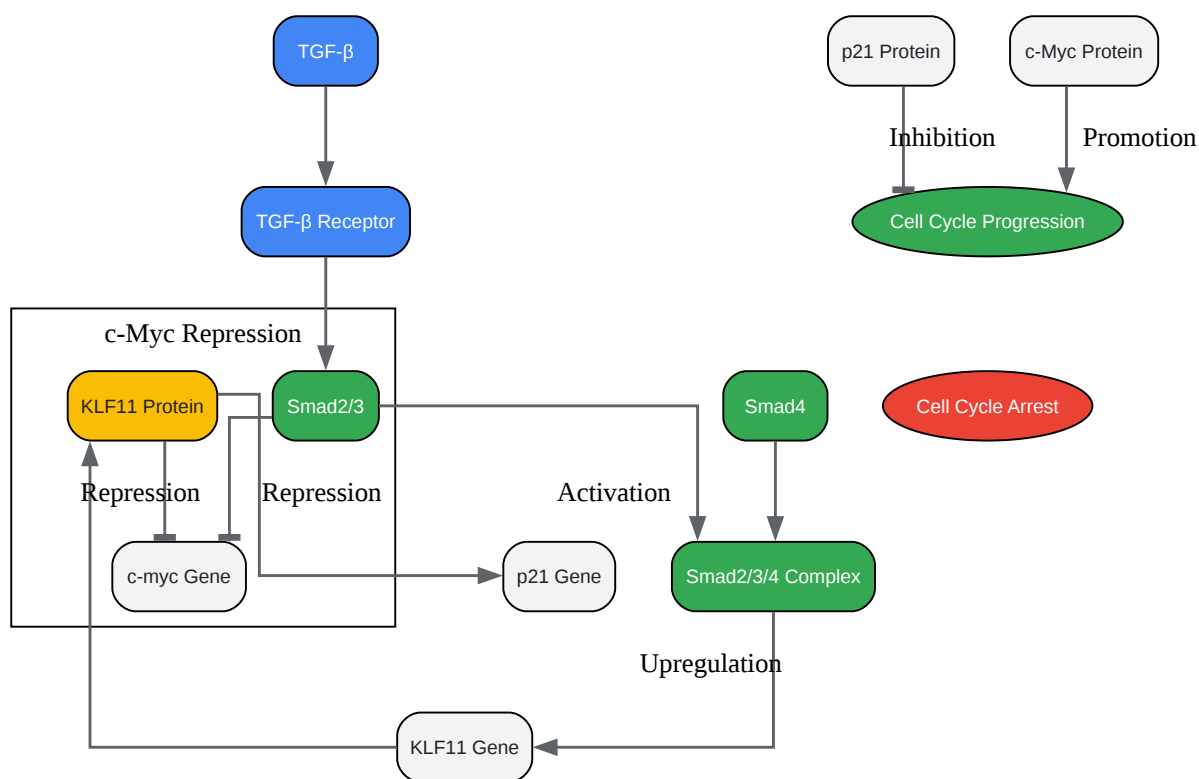 TGF-β
p21 Protein
c-Myc Protein
Inhibition
Promotion
TGF-β Receptor
Cell Cycle Progression
c-Myc Repression
KLF11 Protein
Smad2/3
Smad4
Cell Cycle Arrest
Repression
Repression
Activation
c-myc Gene
p21 Gene
Smad2/3/4 Complex
Upregulation
KLF11 Gene